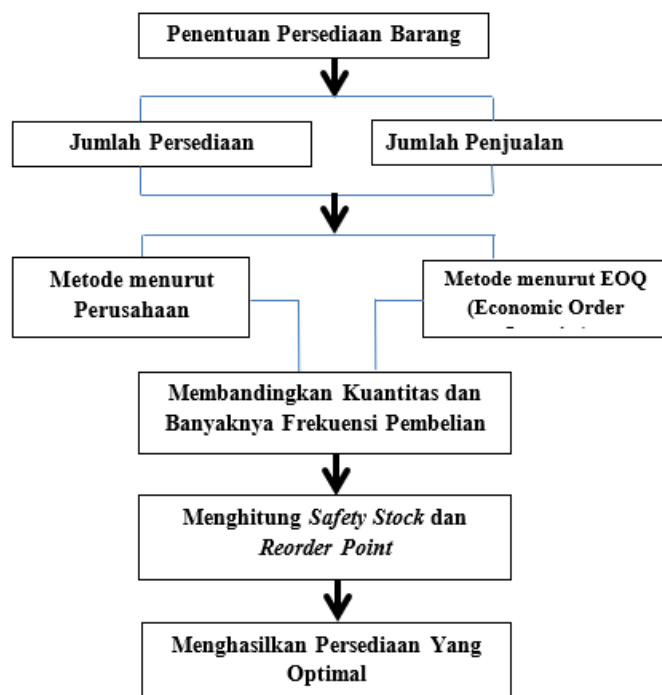 Penentuan Persediaan Barang
Jumlah Persediaan
Jumlah Penjualan
Metode menurut
Perusahaan
Metode menurut EOQ
(Economic Order
Membandingkan Kuantitas dan
Banyaknya Frekuensi Pembelian
Menghitung Safety Stock dan
Reorder Point
Menghasilkan Persediaan Yang
Optimal